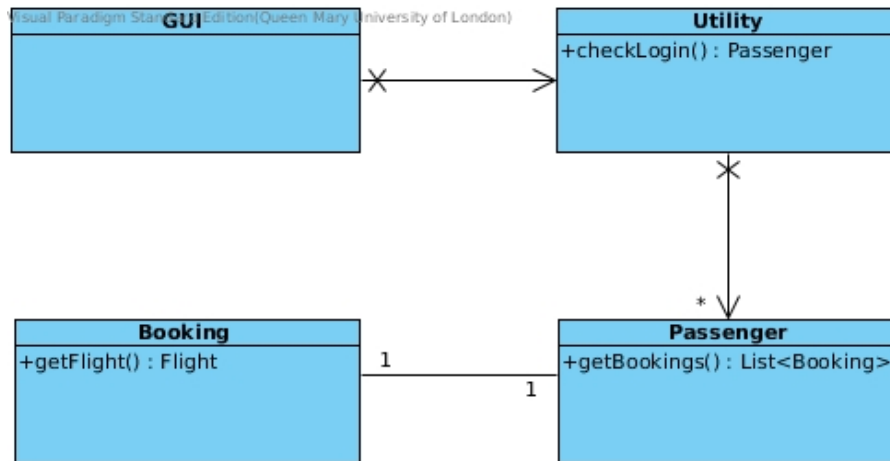 Visual Paradigm Standard Edition(Queen Mary University of London)
GUI
Utility
+checkLogin() : Passenger
*
Booking
Passenger
+getFlight() : Flight
+getBookings() : List<Booking>
1
1